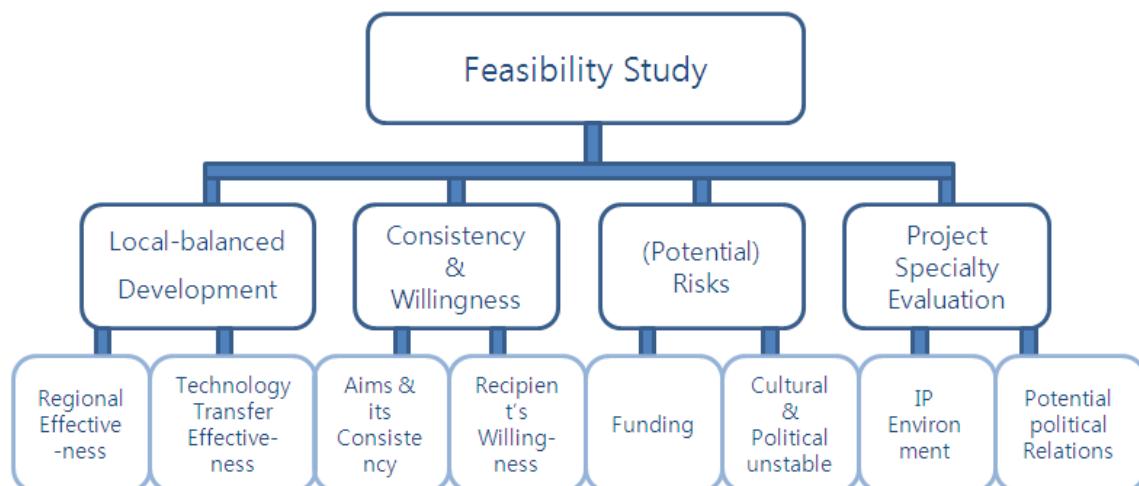 Feasibility Study
Local-balanced
Development
Consistency
&
Willingness
(Potential)
Risks
Project
Specialty
Evaluation
Regional
Effective
-ness
Technology
Transfer
Effective-
ness
Aims &
its
Consiste
ncy
Recipien
t's
Willing-
ness
Funding
Cultural
&
Political
unstable
IP
Environ
ment
Potential
political
Relations